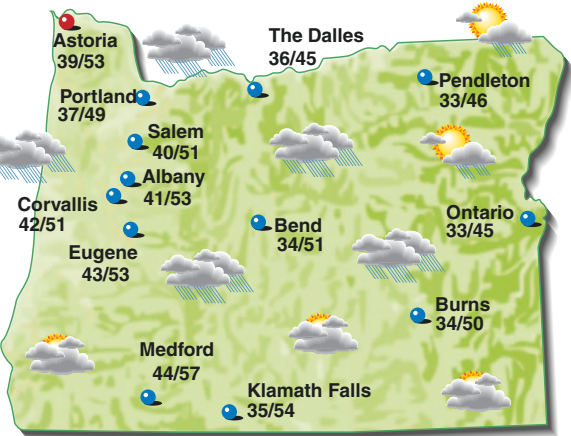 Astoria
39/53
The Dalles
36/45
Pendleton
33/46
Portland
37/49
Salem
40/51
Albany
41/53
Corvallis
42/51
Ontario
33/45
Bend
34/51
Eugene
43/53
Burns
34/50
Medford
44/57
Klamath Falls
35/54